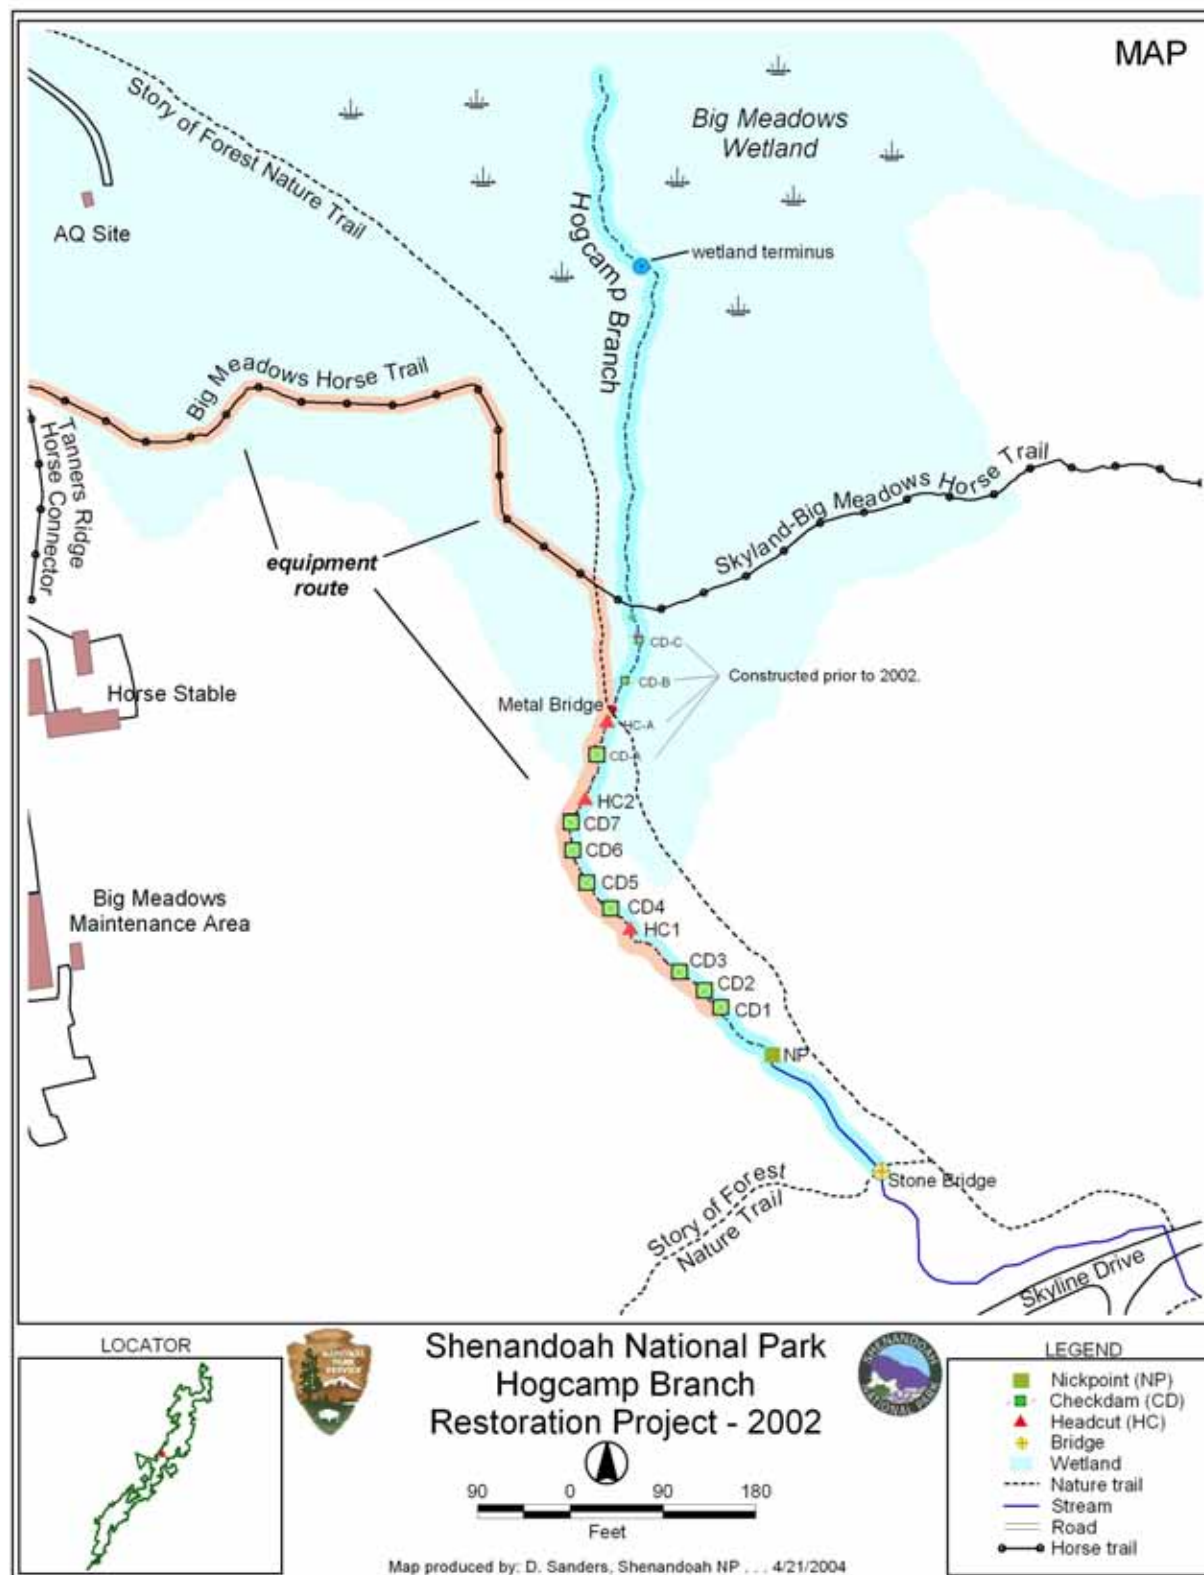 MAP
Story of Forest Nature Trail
Big Meadows
Wetland
AQ Site
Hogcamp Branch
wetland terminus
Big Meadows Horse Trail
Tanners Ridge
Horse Connector
Skyland-Big Meadows Horse Trail
equipment
route
CD-C
CD-B
Constructed prior to 2002.
Horse Stable
Metal Bridge
HC-A
CD-A
HC2
CD7
CD6
CD5
CD4
HC1
Big Meadows
Maintenance Area
CD3
CD2
CD1
NP
Stone Bridge
Story of Forest
Nature Trail
Skyline Drive
LOCATOR
Shenandoah National Park
Hogcamp Branch
Restoration Project - 2002
90 0 90 180
Feet
Map produced by: D. Sanders, Shenandoah NP . . . 4/21/2004
SHENANDOAH
NATIONAL PARK
LEGEND
Nickpoint (NP)
Checkdam (CD)
Headcut (HC)
Bridge
Wetland
Nature trail
Stream
Road
Horse trail